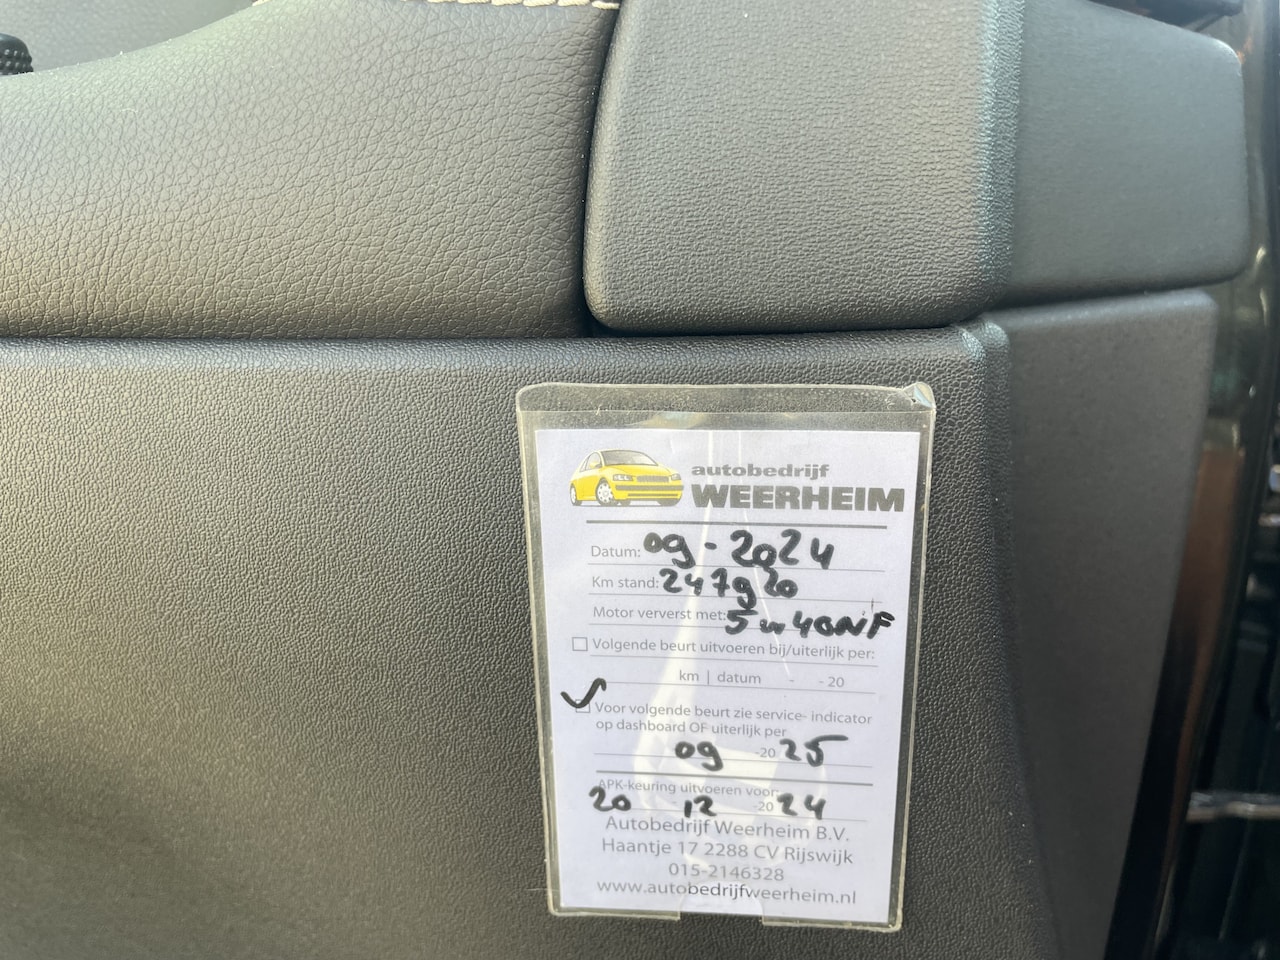 autobedrijf
WEERHEIM
Datum: 09-2024
Km stand: 247920
Motor ververst met: 5w40NF
Volgende beurt uitvoeren bij/uiterlijk per:
km | datum - -20
Voor volgende beurt zie service- indicator
op dashboard OF uiterlijk per
09 -2025
APK-keuring uitvoeren voor:
20 12 -2024
Autobedrijf Weerheim B.V.
Haantje 17 2288 CV Rijswijk
015-2146328
www.autobedrijfweerheim.nl